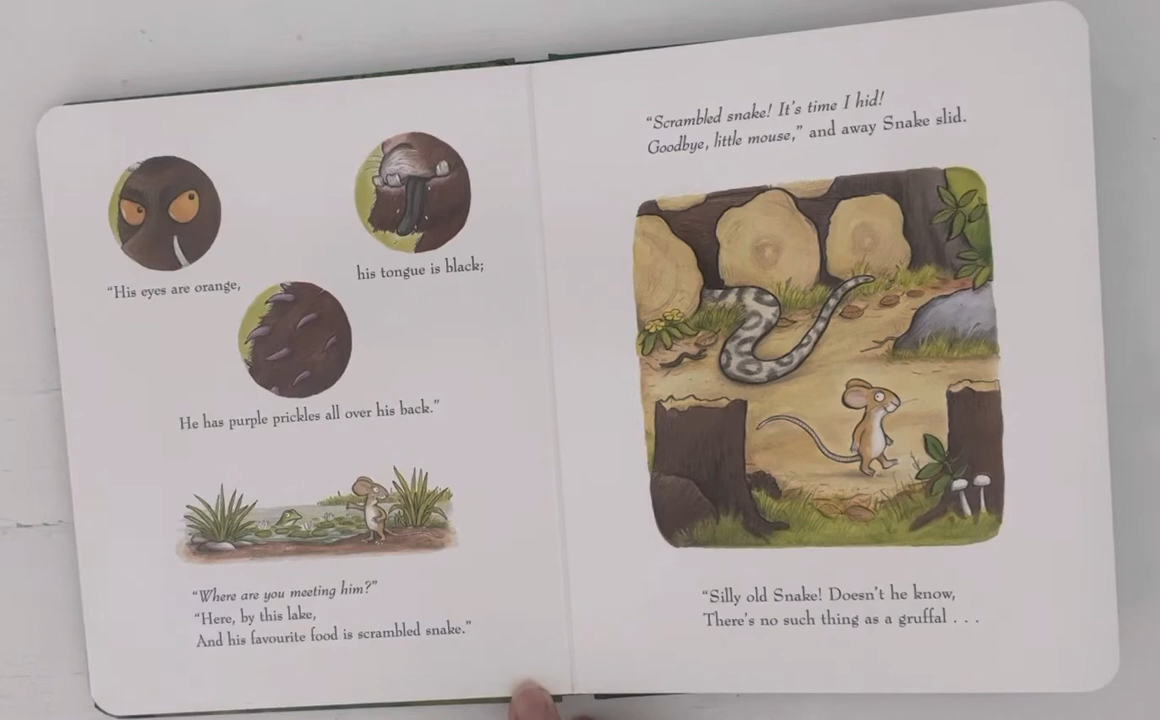 “His eyes are orange,
his tongue is black;
He has purple prickles all over his back.”
“Where are you meeting him?”
“Here, by this lake,
And his favourite food is scrambled snake.”
“Scrambled snake! It’s time I hid!
Goodbye, little mouse,” and away Snake slid.
“Silly old Snake! Doesn’t he know,
There’s no such thing as a gruffal . . .